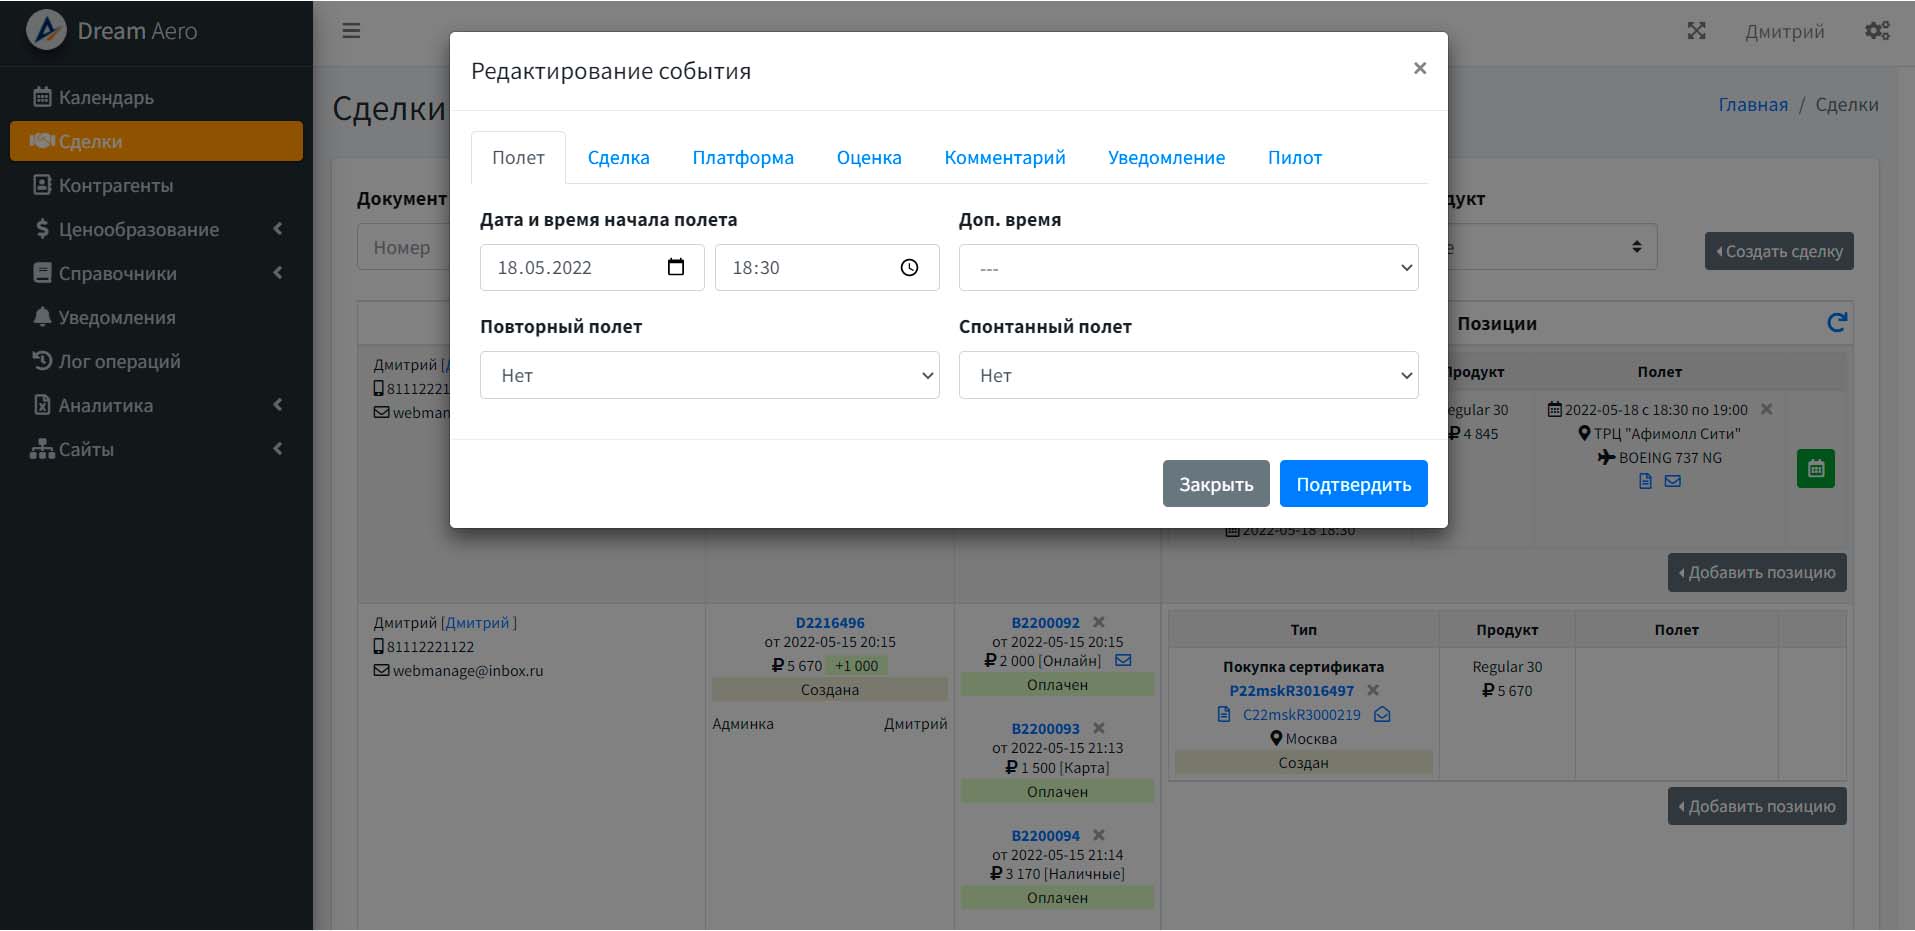 Dream Aero
Дмитрий
Календарь
Сделки
Контрагенты
Ценообразование
Справочники
Уведомления
Лог операций
Аналитика
Сайты
Сделки
Главная / Сделки
Документ
Номер
Создать сделку
Редактирование события
×
Полет
Сделка
Платформа
Оценка
Комментарий
Уведомление
Пилот
Дата и время начала полета
18.05.2022
18:30
Доп. время
---
Повторный полет
Нет
Спонтанный полет
Нет
Закрыть
Подтвердить
Позиции
Полет
Дмитрий
30
₽ 4 845
2022-05-18 с 18:30 по 19:00
ТРЦ "Афимолл Сити"
BOEING 737 NG
2022-05-18 18:30
Добавить позицию
Дмитрий [Дмитрий ]
81112221122
webmanage@inbox.ru
D2216496
от 2022-05-15 20:15
₽ 5 670 +1 000
Создана
Админка
Дмитрий
B2200092
от 2022-05-15 20:15
₽ 2 000 [Онлайн]
Оплачен
B2200093
от 2022-05-15 21:13
₽ 1 500 [Карта]
Оплачен
B2200094
от 2022-05-15 21:14
₽ 3 170 [Наличные]
Оплачен
Тип
Продукт
Полет
Покупка сертификата
P22mskR3016497
C22mskR3000219
Москва
Создан
Regular 30
₽ 5 670
Добавить позицию